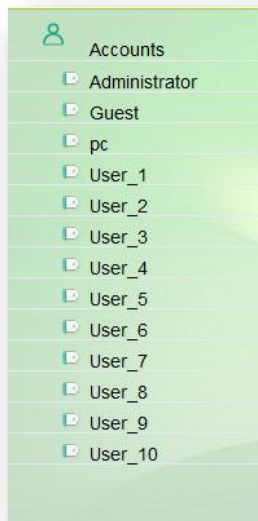 Accounts
Administrator
Guest
pc
User_1
User_2
User_3
User_4
User_5
User_6
User_7
User_8
User_9
User_10